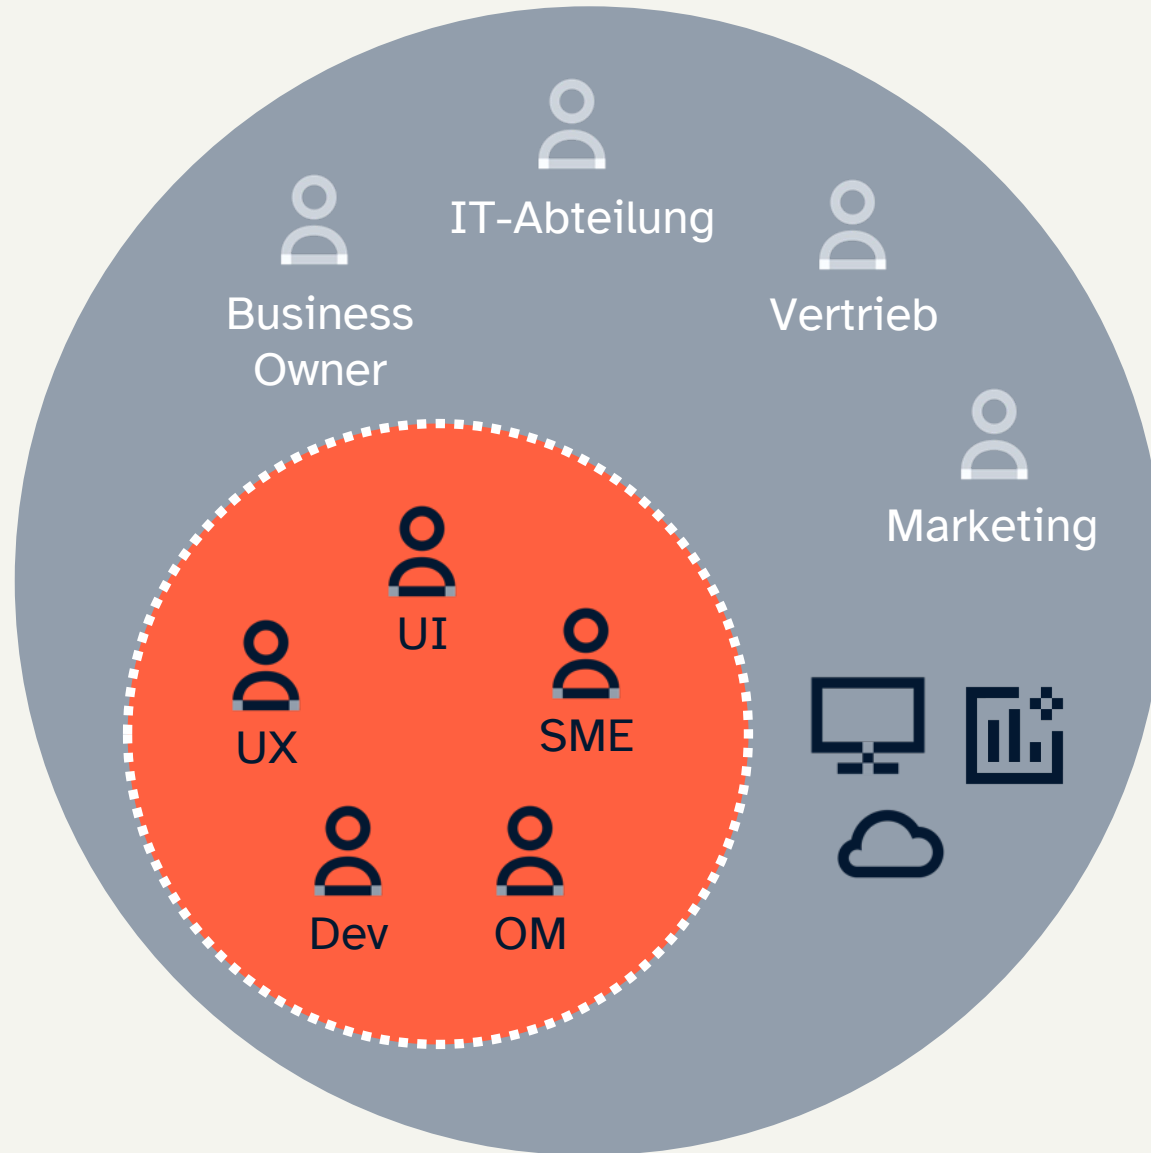 IT-Abteilung
Business
Owner
Vertrieb
Marketing
UI
UX
SME
Dev
OM